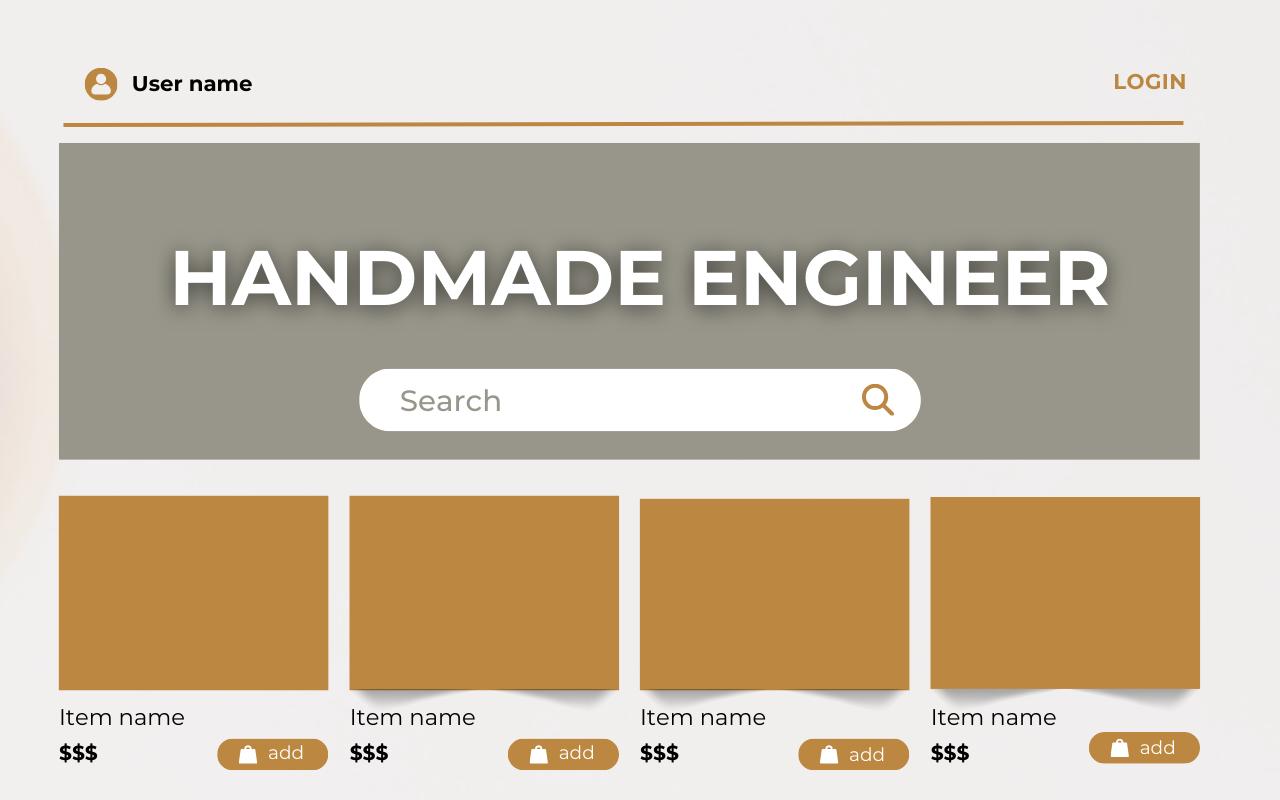 User name
LOGIN
HANDMADE ENGINEER
Search
Item name
$$$
add
Item name
$$$
add
Item name
$$$
add
Item name
$$$
add